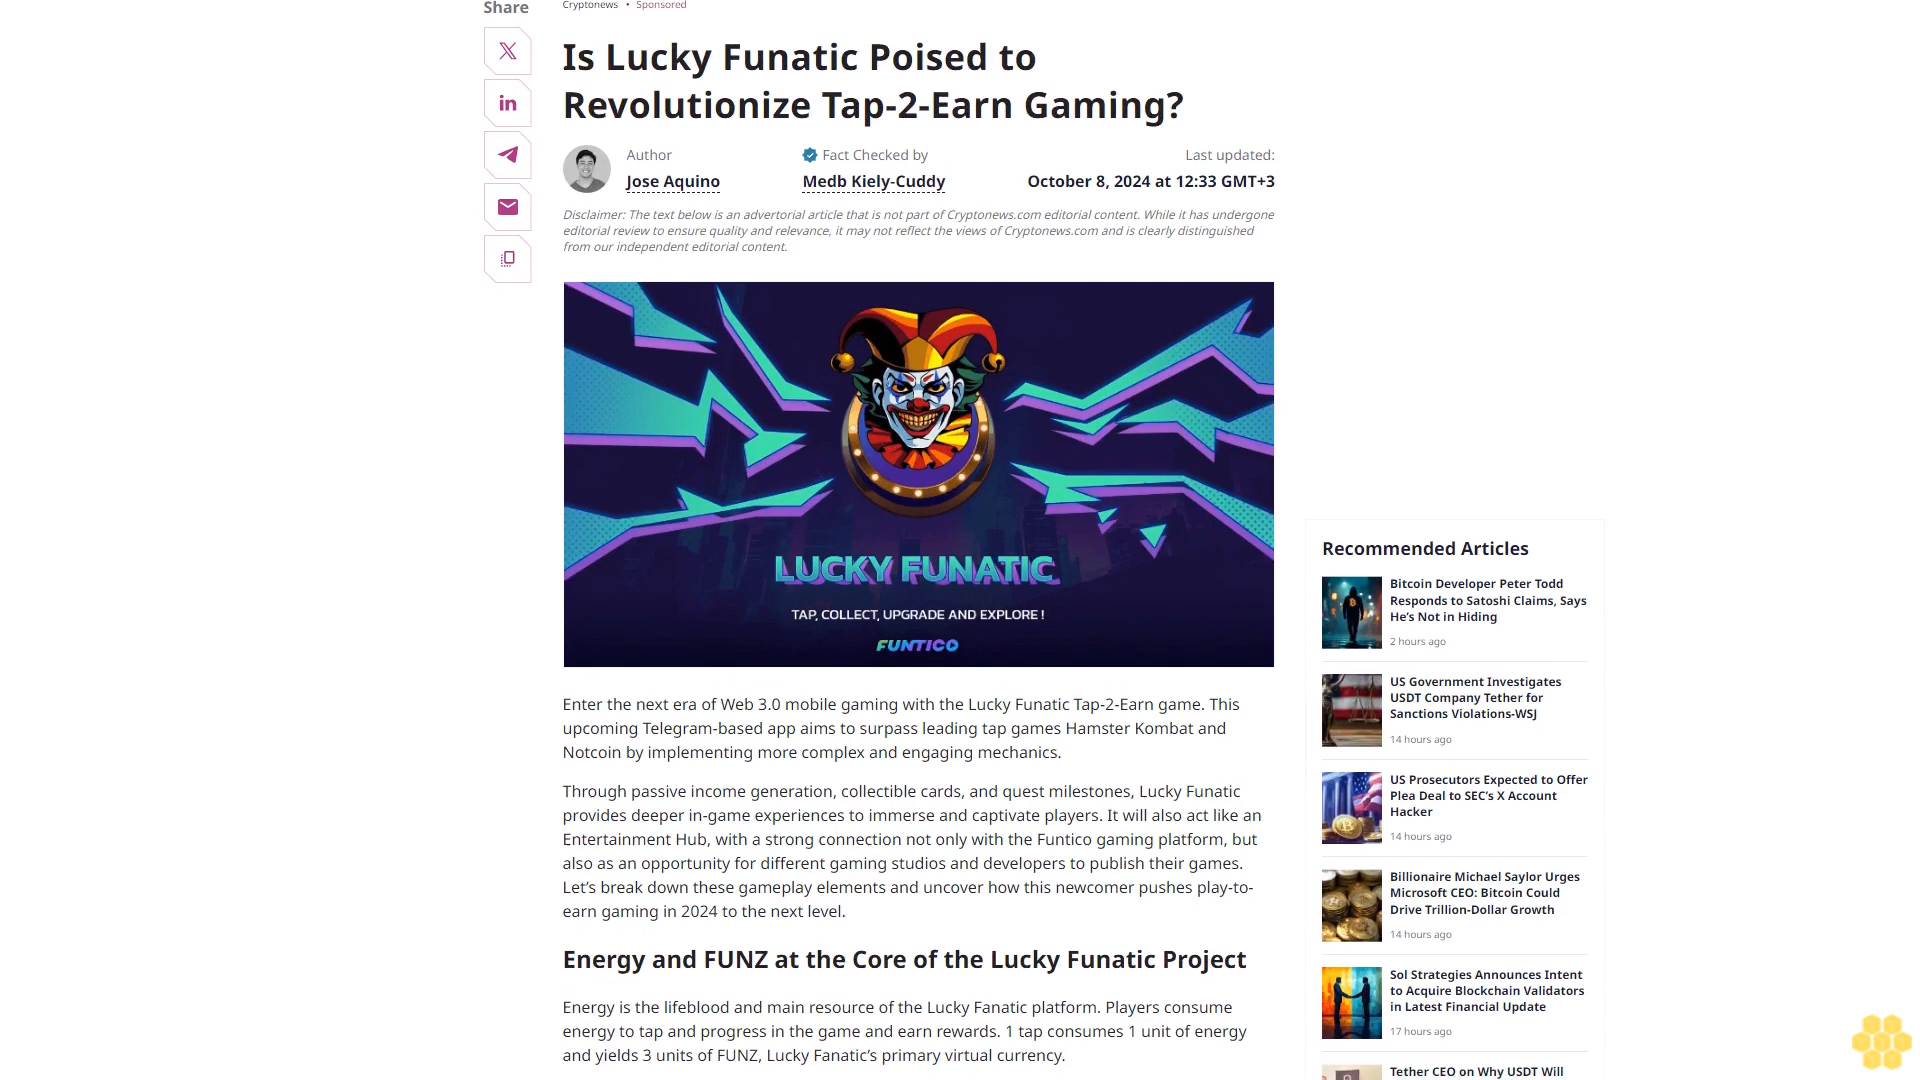 Share
Cryptonews • Sponsored
Is Lucky Funatic Poised to
Revolutionize Tap-2-Earn Gaming?
Author
Jose Aquino
Fact Checked by
Medb Kiely-Cuddy
Last updated:
October 8, 2024 at 12:33 GMT+3
Disclaimer: The text below is an advertorial article that is not part of Cryptonews.com editorial content. While it has undergone
editorial review to ensure quality and relevance, it may not reflect the views of Cryptonews.com and is clearly distinguished
from our independent editorial content.
LUCKY FUNATIC
TAP, COLLECT, UPGRADE AND EXPLORE !
FUNTICO
Enter the next era of Web 3.0 mobile gaming with the Lucky Funatic Tap-2-Earn game. This
upcoming Telegram-based app aims to surpass leading tap games Hamster Kombat and
Notcoin by implementing more complex and engaging mechanics.
Through passive income generation, collectible cards, and quest milestones, Lucky Funatic
provides deeper in-game experiences to immerse and captivate players. It will also act like an
Entertainment Hub, with a strong connection not only with the Funtico gaming platform, but
also as an opportunity for different gaming studios and developers to publish their games.
Let’s break down these gameplay elements and uncover how this newcomer pushes play-to-
earn gaming in 2024 to the next level.
Energy and FUNZ at the Core of the Lucky Funatic Project
Energy is the lifeblood and main resource of the Lucky Fanatic platform. Players consume
energy to tap and progress in the game and earn rewards. 1 tap consumes 1 unit of energy
and yields 3 units of FUNZ, Lucky Fanatic’s primary virtual currency.
Recommended Articles
Bitcoin Developer Peter Todd
Responds to Satoshi Claims, Says
He’s Not in Hiding
2 hours ago
US Government Investigates
USDT Company Tether for
Sanctions Violations-WSJ
14 hours ago
US Prosecutors Expected to Offer
Plea Deal to SEC’s X Account
Hacker
14 hours ago
Billionaire Michael Saylor Urges
Microsoft CEO: Bitcoin Could
Drive Trillion-Dollar Growth
14 hours ago
Sol Strategies Announces Intent
to Acquire Blockchain Validators
in Latest Financial Update
17 hours ago
Tether CEO on Why USDT Will